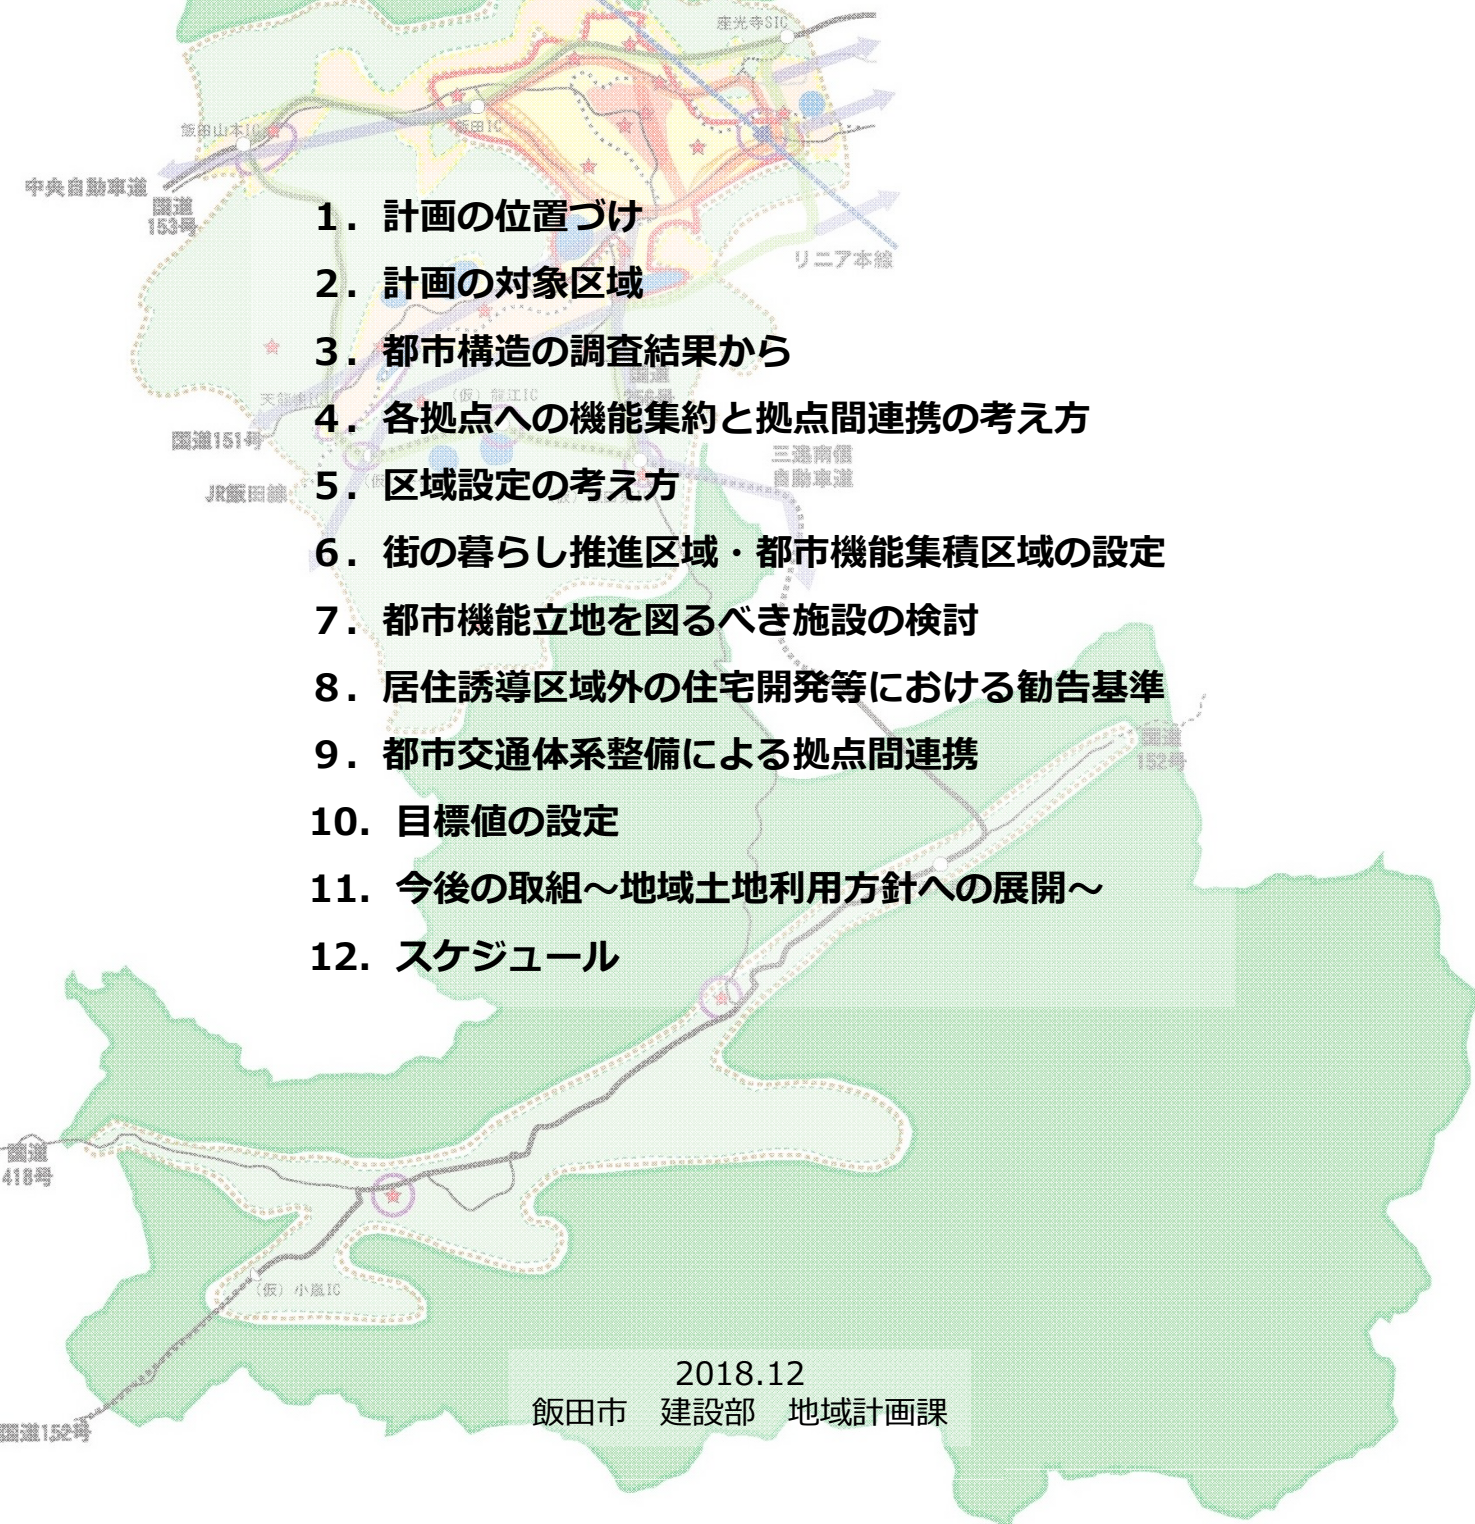 座光寺SIC
飯田山本IC
飯田IC
中央自動車道
国道
153号
1. 計画の位置づけ
リニア本線
2. 計画の対象区域
3. 都市構造の調査結果から
国道
256号
(仮) 龍江IC
4. 各拠点への機能集約と拠点間連携の考え方
国道151号
三遠南信
自動車道
JR飯田線
5. 区域設定の考え方
6. 街の暮らし推進区域・都市機能集積区域の設定
7. 都市機能立地を図るべき施設の検討
8. 居住誘導区域外の住宅開発等における勧告基準
国道
152号
9. 都市交通体系整備による拠点間連携
10. 目標値の設定
11. 今後の取組～地域土地利用方針への展開～
12. スケジュール
国道
418号
(仮) 小嵐IC
2018.12
飯田市　建設部　地域計画課
国道152号